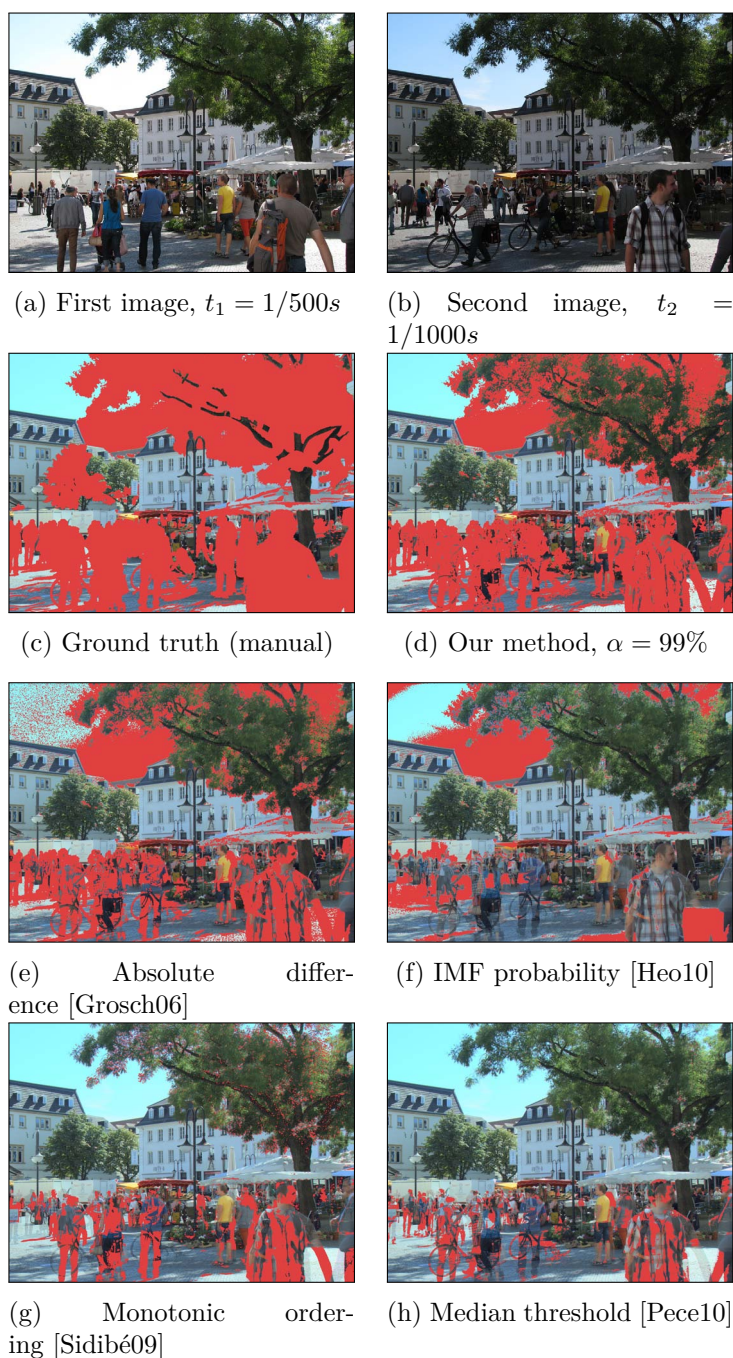 (a) First image, t₁ = 1/500s
(b) Second image, t₂ =
1/1000s
(c) Ground truth (manual)
(d) Our method, α = 99%
(e) Absolute differ-
ence [Grosch06]
(f) IMF probability [Heo10]
(g) Monotonic order-
ing [Sidibé09]
(h) Median threshold [Pece10]